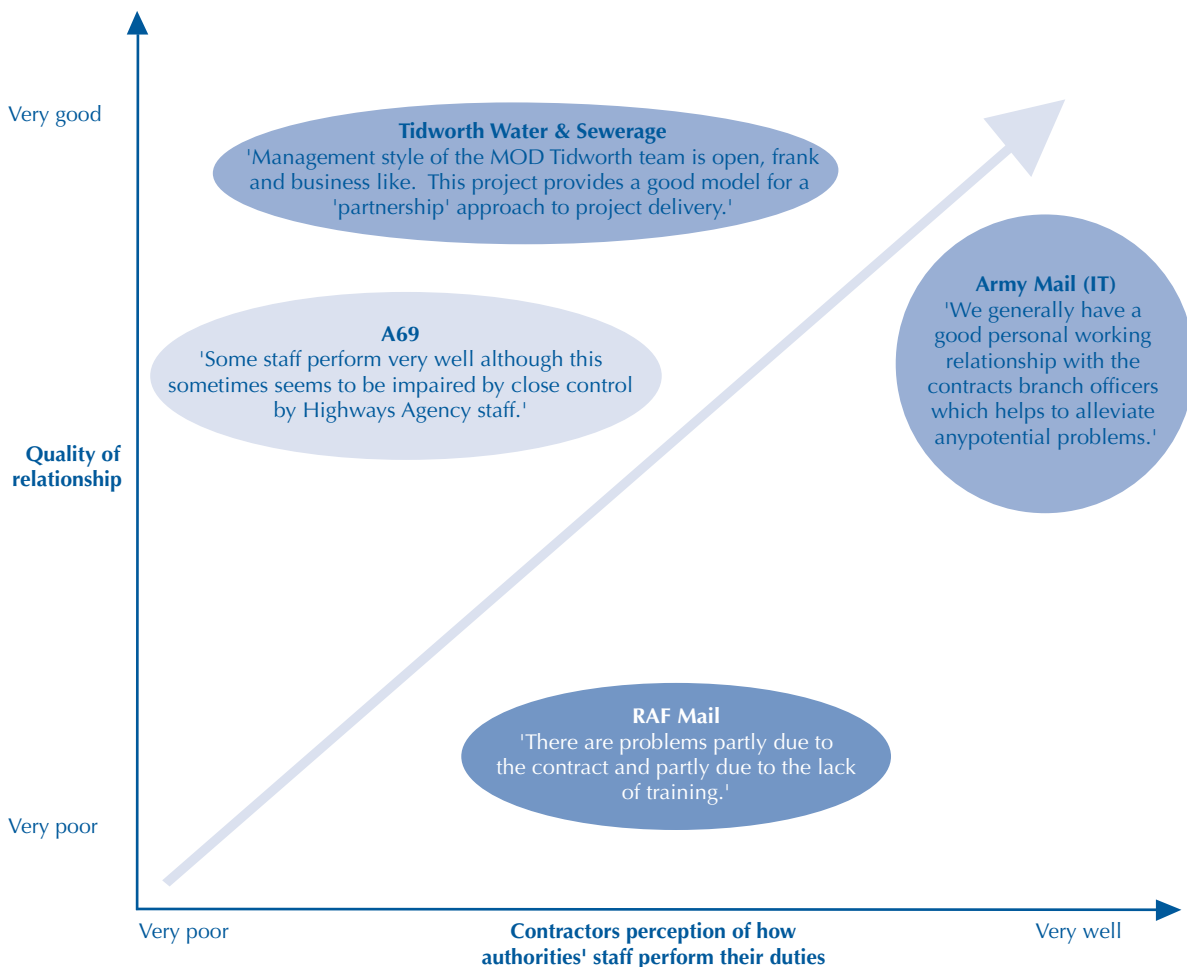 Very good
Tidworth Water & Sewerage
'Management style of the MOD Tidworth team is open, frank
and business like. This project provides a good model for a
'partnership' approach to project delivery.'
Army Mail (IT)
'We generally have a
good personal working
relationship with the
contracts branch officers
which helps to alleviate
anypotential problems.'
A69
'Some staff perform very well although this
sometimes seems to be impaired by close control
by Highways Agency staff.'
Quality of
relationship
RAF Mail
'There are problems partly due to
the contract and partly due to the lack
of training.'
Very poor
Very poor
Contractors perception of how
authorities' staff perform their duties
Very well